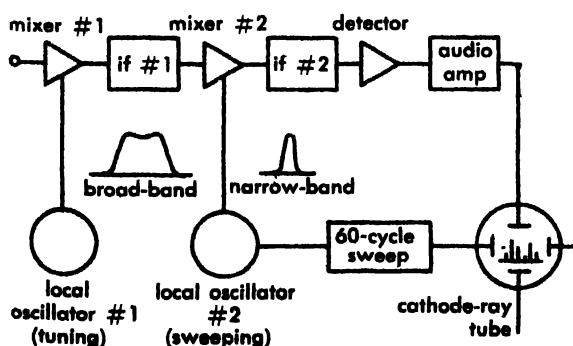 mixer #1
mixer #2
detector
if #1
if #2
audio
amp
broad-band
narrow-band
60-cycle
sweep
local
oscillator #1
(tuning)
local oscillator
#2
(sweeping)
cathode-ray
tube